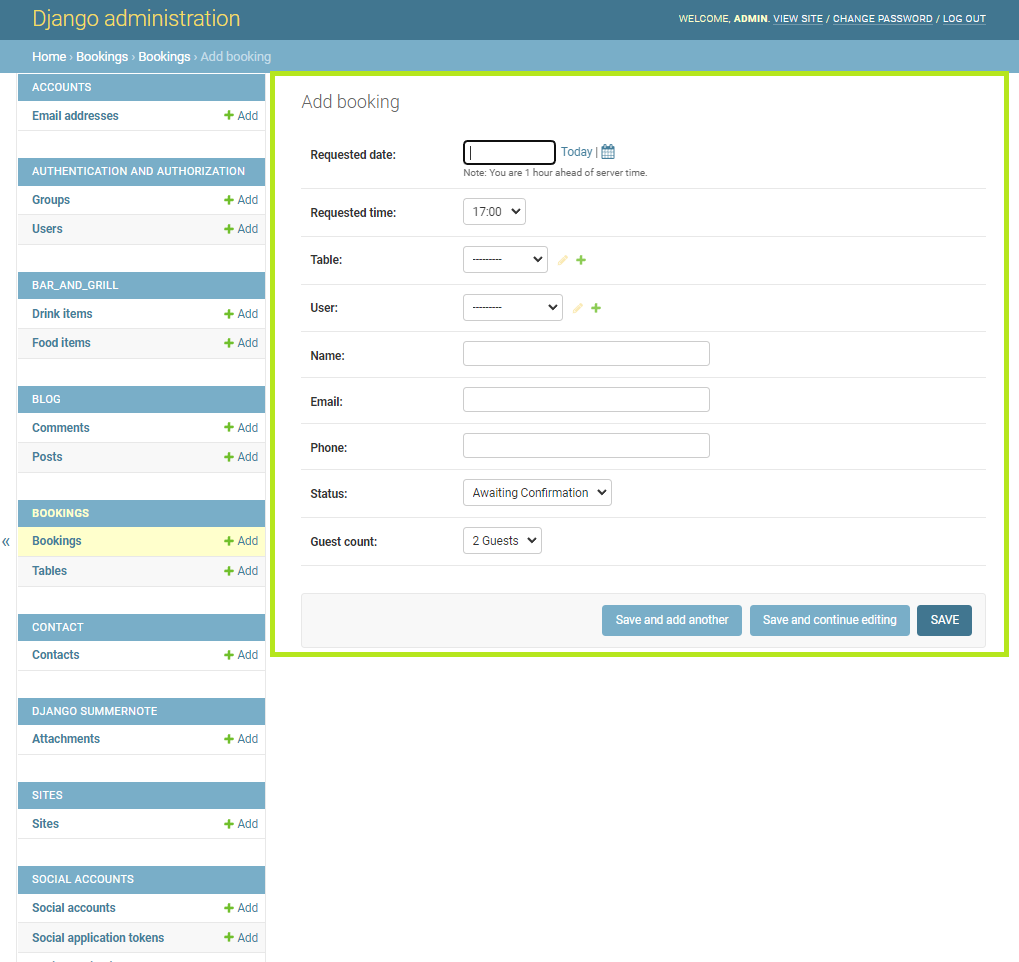 Django administration
WELCOME, ADMIN. VIEW SITE / CHANGE PASSWORD / LOG OUT
Home › Bookings › Bookings › Add booking
ACCOUNTS
Email addresses + Add
AUTHENTICATION AND AUTHORIZATION
Groups + Add
Users + Add
BAR_AND_GRILL
Drink items + Add
Food items + Add
BLOG
Comments + Add
Posts + Add
BOOKINGS
«
Bookings + Add
Tables + Add
CONTACT
Contacts + Add
DJANGO SUMMERNOTE
Attachments + Add
SITES
Sites + Add
SOCIAL ACCOUNTS
Social accounts + Add
Social application tokens + Add
Add booking
Requested date: Today |
Note: You are 1 hour ahead of server time.
Requested time: 17:00
Table: ---------
User: ---------
Name:
Email:
Phone:
Status: Awaiting Confirmation
Guest count: 2 Guests
Save and add another Save and continue editing SAVE